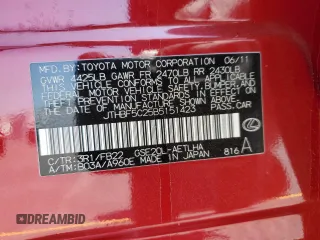 MFD. BY: TOYOTA MOTOR CORPORATION 06/11
GVWR 4425LB GAWR FR 2470LB RR 2430LB
THIS VEHICLE CONFORMS TO ALL APPLICABLE
FEDERAL MOTOR VEHICLE SAFETY, BUMPER,
AND THEFT PREVENTION STANDARDS IN EFFECT
ON THE DATE OF MANUFACTURE SHOWN ABOVE.
JTHBF5C25B5151423 PASS.CAR
C/TR:3R1/FB22 GSE20L-AETLHA
A/TM:B03A/A960E MADE IN JAPAN 816 A